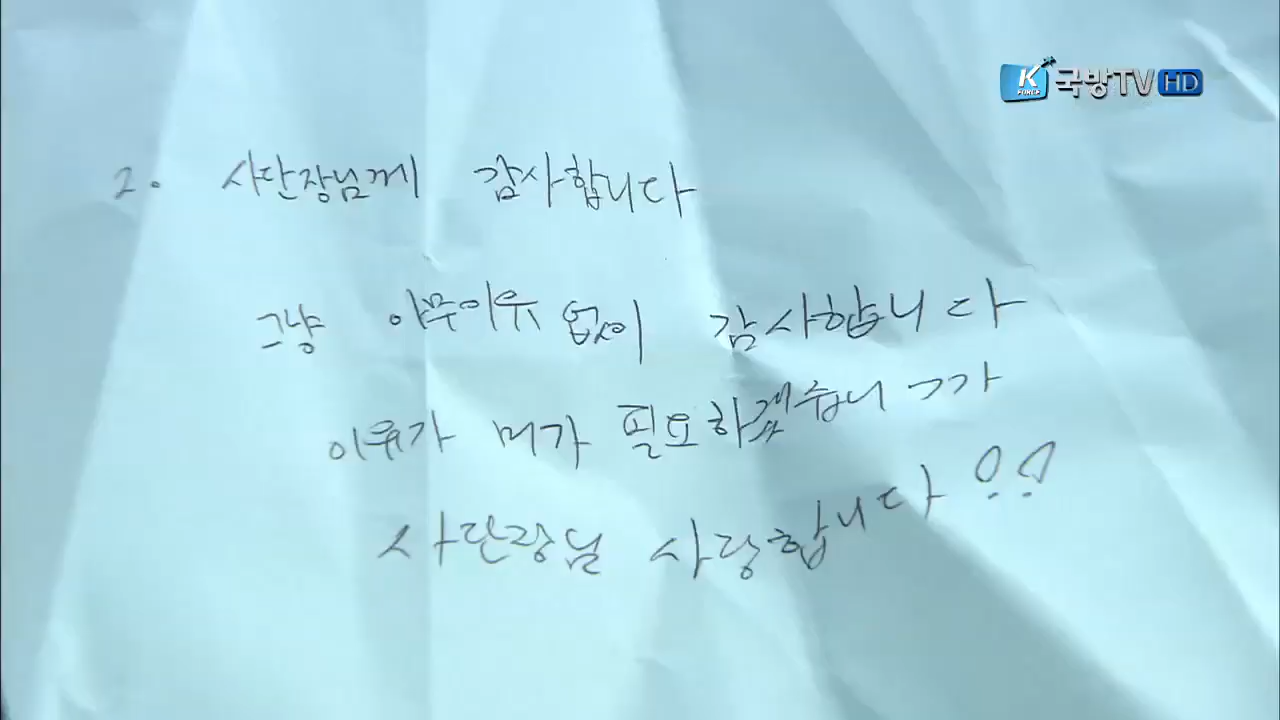 K FORCE 국방TV HD
2. 사단장님께 감사합니다
그냥 아무이유 없이 감사합니다
이유가 머가 필요하겠습니까
사단장님 사랑합니다!!